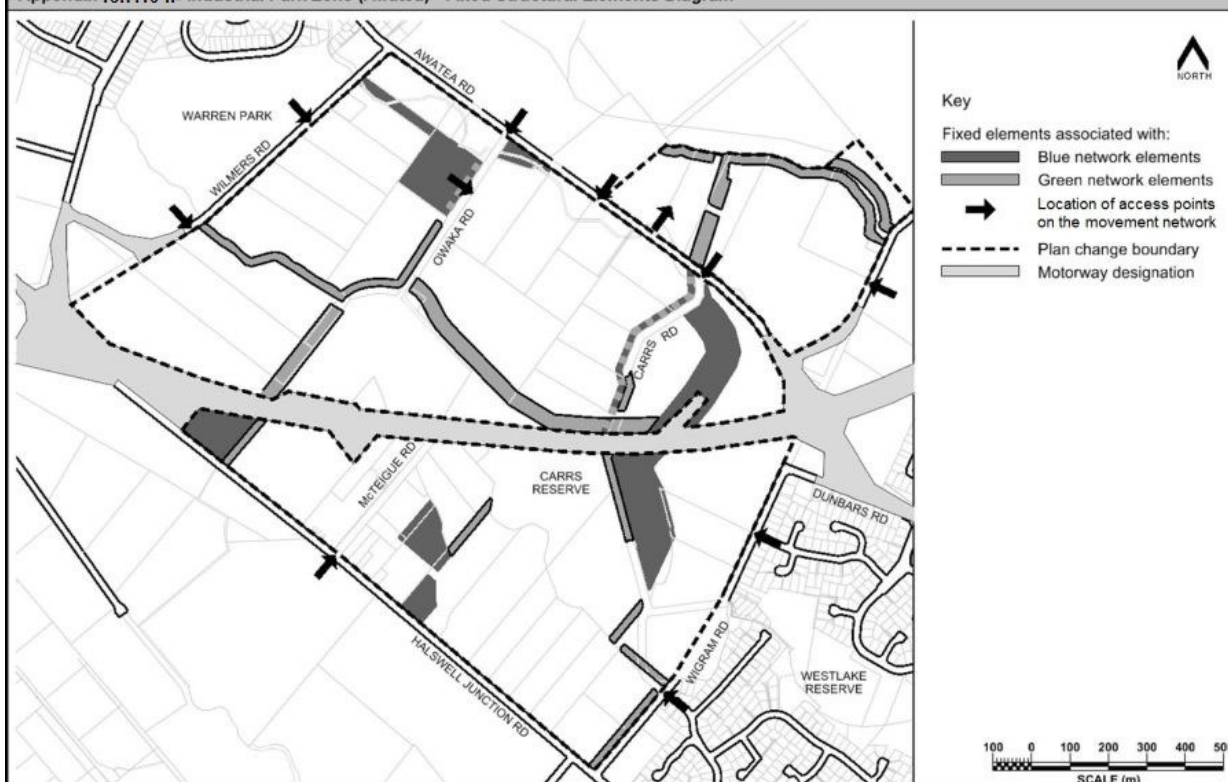 Industrial Park Zone (Awatea) - Fixed Structural Elements Diagram
AWATEA RD
NORTH
WARREN PARK
WILMERS RD
OWAKA RD
CARRS RD
McTEIGUE RD
CARRS
RESERVE
DUNBARS RD
HALSWELL JUNCTION RD
WIGRAM RD
WESTLAKE
RESERVE
Key
Fixed elements associated with:
Blue network elements
Green network elements
Location of access points
on the movement network
Plan change boundary
Motorway designation
100 0 100 200 300 400
SCALE (m)